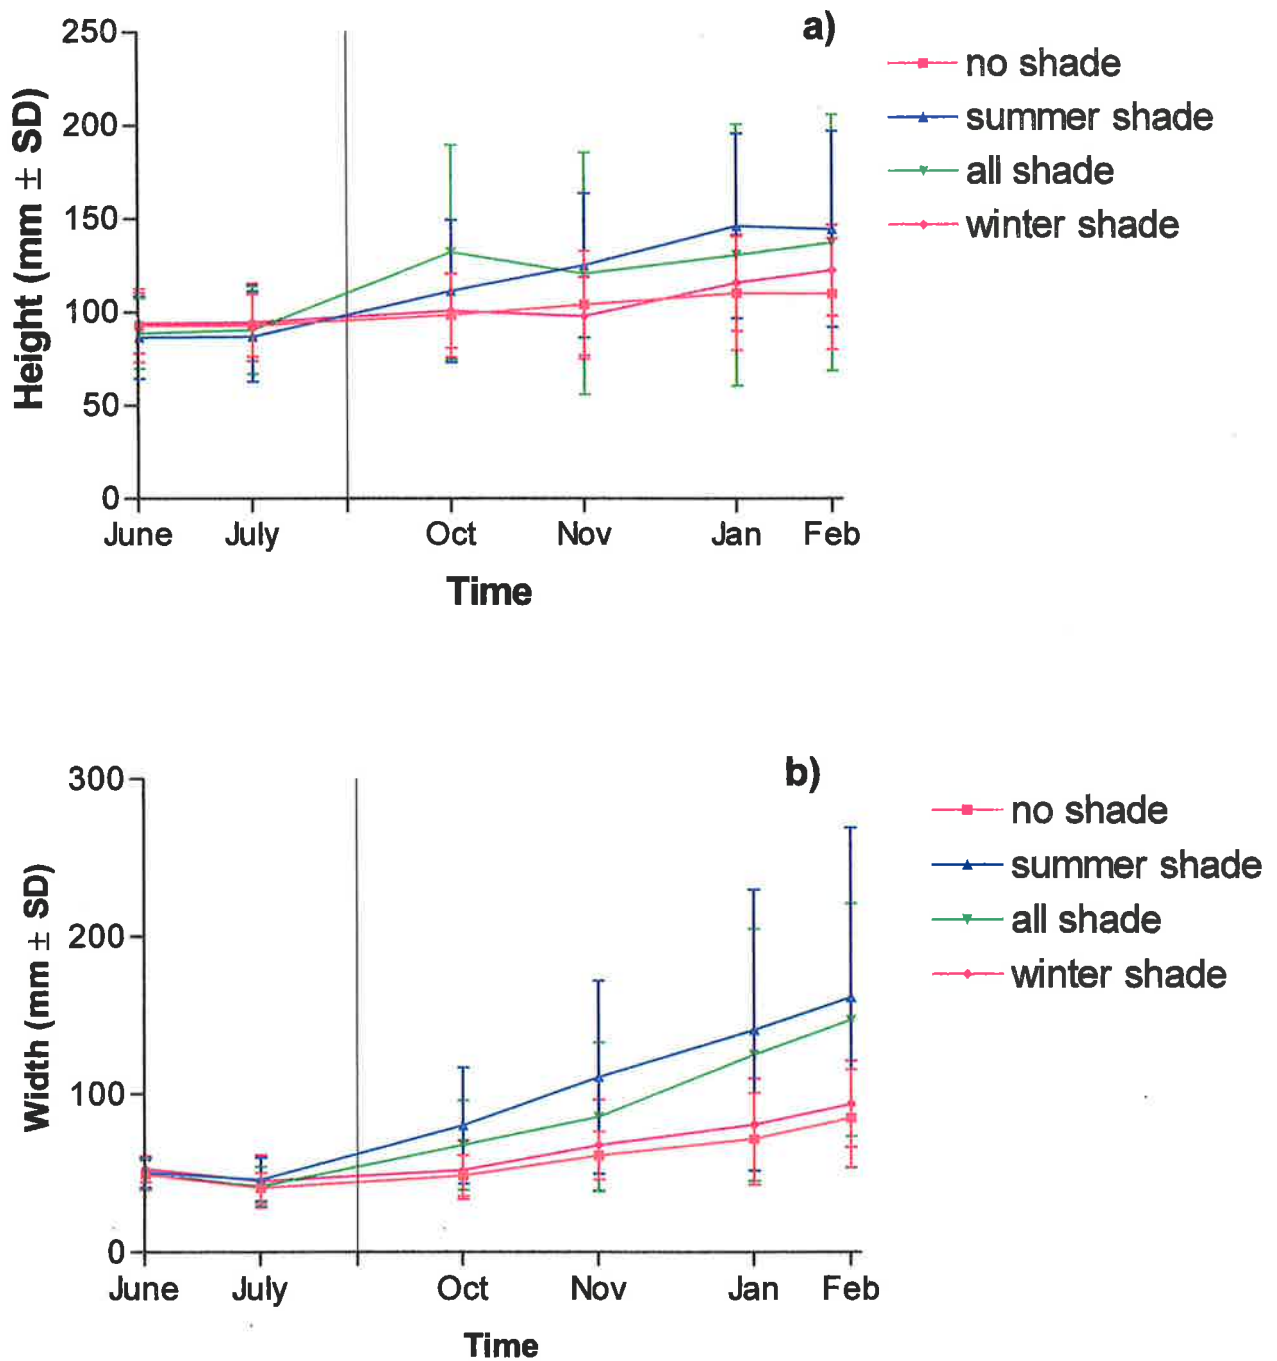 a)
250
200
150
100
50
0
Height (mm ± SD)
June July Oct Nov Jan Feb
Time
no shade
summer shade
all shade
winter shade
b)
300
200
100
0
Width (mm ± SD)
June July Oct Nov Jan Feb
Time
no shade
summer shade
all shade
winter shade